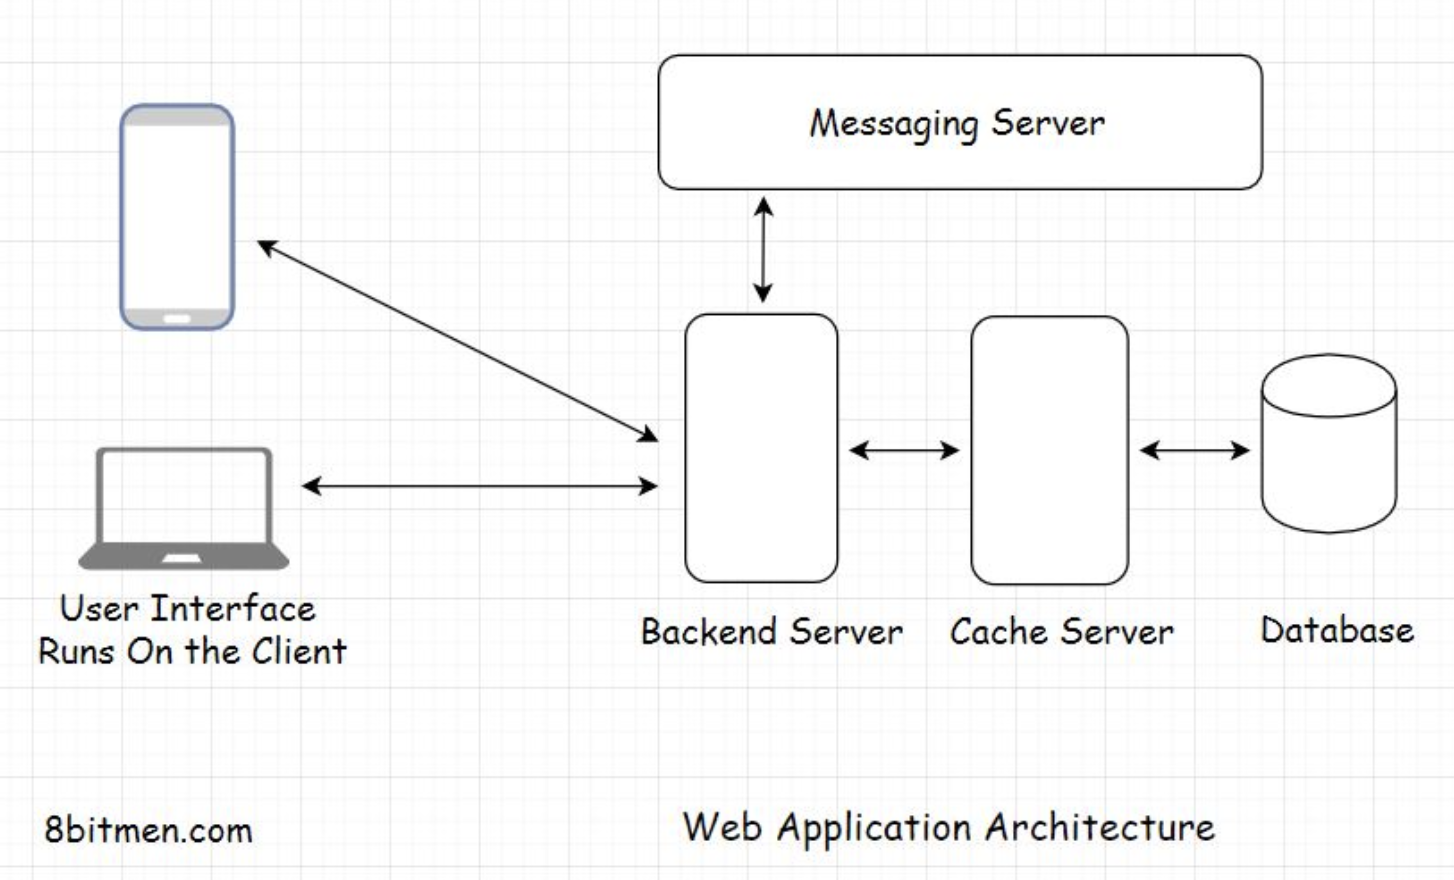 Messaging Server
User Interface
Runs On the Client
Backend Server
Cache Server
Database
8bitmen.com
Web Application Architecture